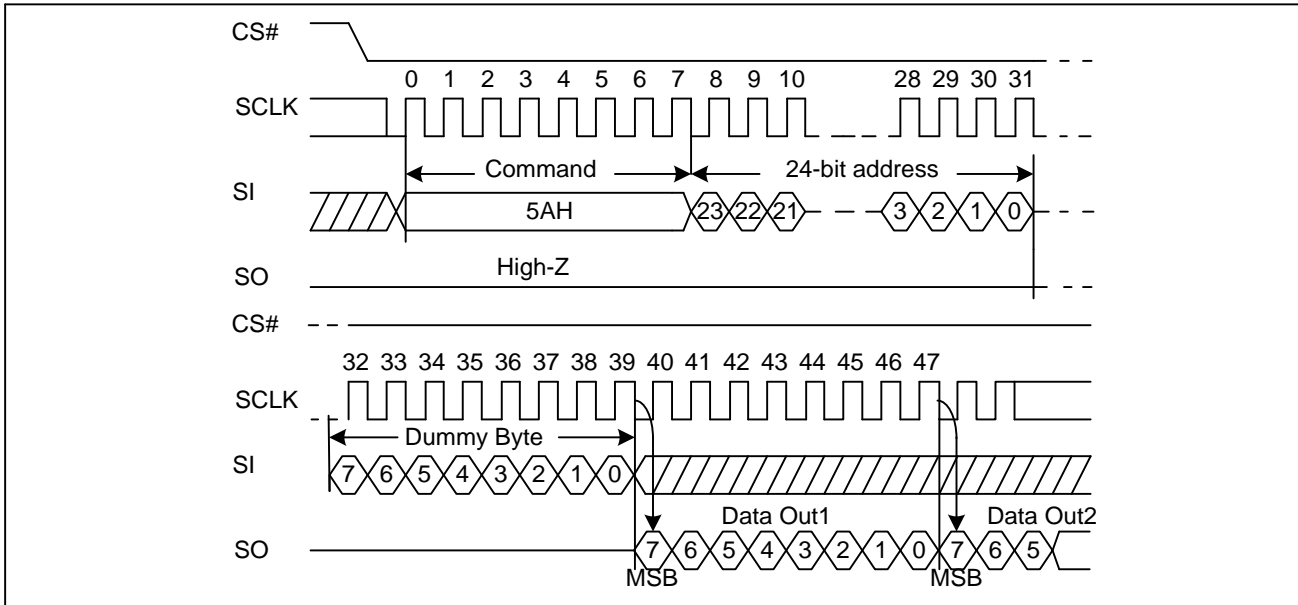 CS#
0 1 2 3 4 5 6 7 8 9 10 28 29 30 31
SCLK
Command 24-bit address
SI
5AH 23 22 21 3 2 1 0
High-Z
SO
CS#
32 33 34 35 36 37 38 39 40 41 42 43 44 45 46 47
SCLK
Dummy Byte
SI
7 6 5 4 3 2 1 0
Data Out1 Data Out2
SO
7 6 5 4 3 2 1 0 7 6 5
MSB MSB